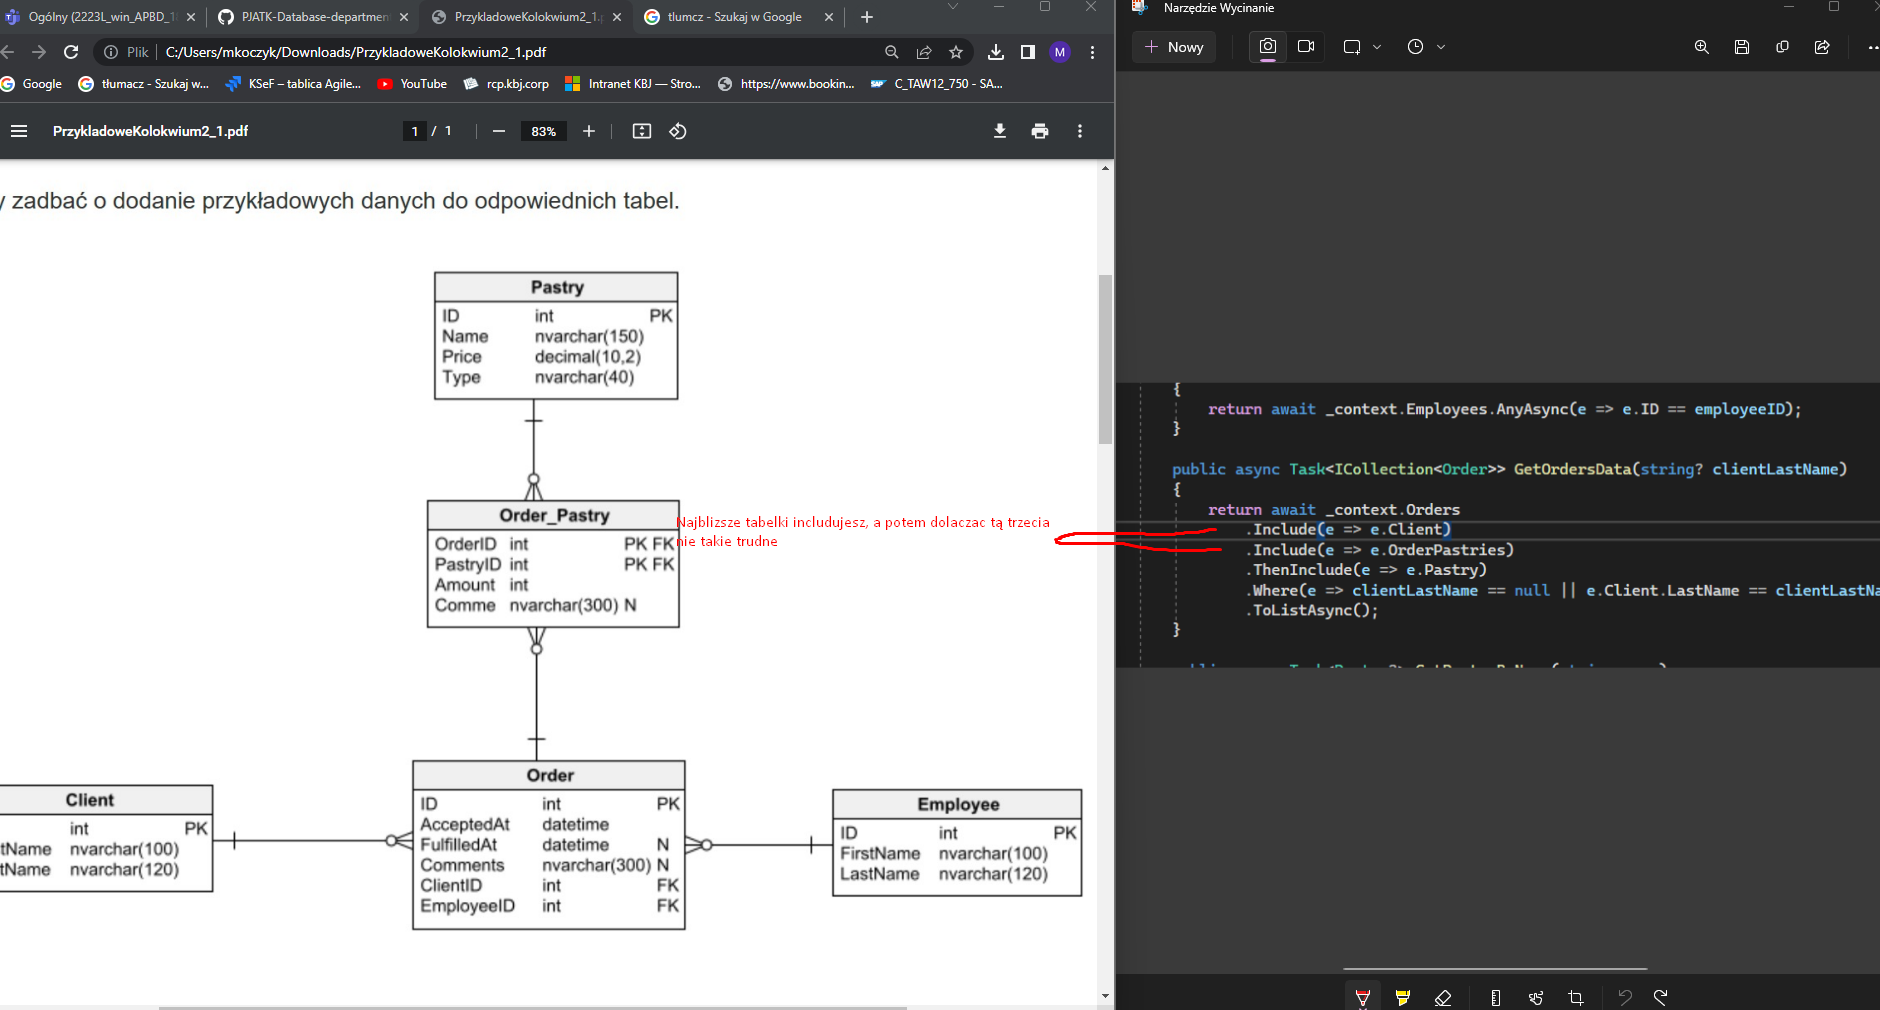 Ogólny (2223L_win_APBD_1
PJATK-Database-departmen
PrzykladoweKolokwium2_1.p
tlumcz - Szukaj w Google
Plik
C:/Users/mkoczyk/Downloads/PrzykladoweKolokwium2_1.pdf
M
Google
tłumacz - Szukaj w...
KSeF – tablica Agile...
YouTube
rcp.kbj.corp
Intranet KBJ — Stro...
https://www.bookin...
C_TAW12_750 - SA...
PrzykladoweKolokwium2_1.pdf
1 / 1
83%
y zadbać o dodanie przykładowych danych do odpowiednich tabel.
Pastry
ID int PK
Name nvarchar(150)
Price decimal(10,2)
Type nvarchar(40)
Order_Pastry
OrderID int PK FK
PastryID int PK FK
Amount int
Comme nvarchar(300) N
Najblizsze tabelki includujesz, a potem dolaczac tą trzecia
nie takie trudne
Order
ID int PK
AcceptedAt datetime
FulfilledAt datetime N
Comments nvarchar(300) N
ClientID int FK
EmployeeID int FK
Client
int PK
tName nvarchar(100)
tName nvarchar(120)
Employee
ID int PK
FirstName nvarchar(100)
LastName nvarchar(120)
Narzędzie Wycinanie
Nowy
{
return await _context.Employees.AnyAsync(e => e.ID == employeeID);
}
public async Task<ICollection<Order>> GetOrdersData(string? clientLastName)
{
return await _context.Orders
.Include(e => e.Client)
.Include(e => e.OrderPastries)
.ThenInclude(e => e.Pastry)
.Where(e => clientLastName == null || e.Client.LastName == clientLastNa
.ToListAsync();
}